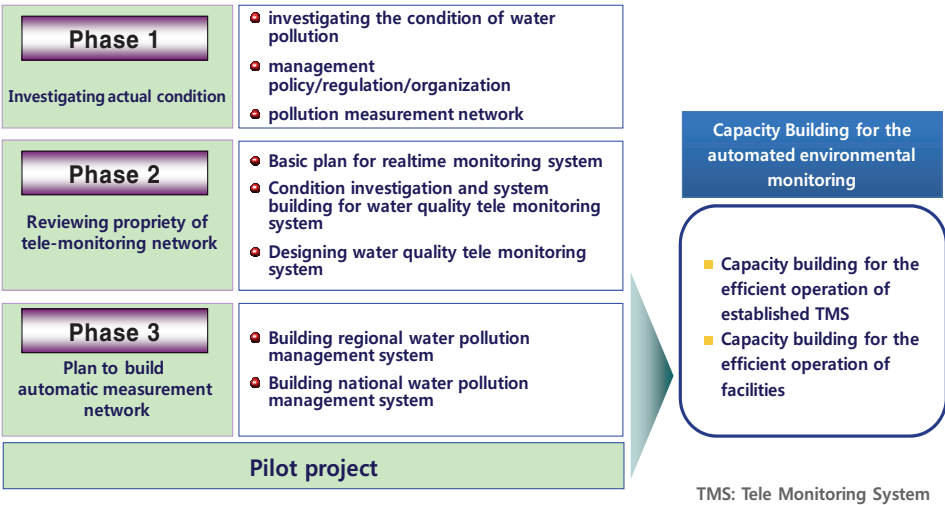 Phase 1
Investigating actual condition
investigating the condition of water
pollution
management
policy/regulation/organization
pollution measurement network
Phase 2
Reviewing propriety of
tele-monitoring network
Basic plan for realtime monitoring system
Condition investigation and system
building for water quality tele monitoring
system
Designing water quality tele monitoring
system
Phase 3
Plan to build
automatic measurement
network
Building regional water pollution
management system
Building national water pollution
management system
Pilot project
Capacity Building for the
automated environmental
monitoring
Capacity building for the
efficient operation of
established TMS
Capacity building for the
efficient operation of
facilities
TMS: Tele Monitoring System